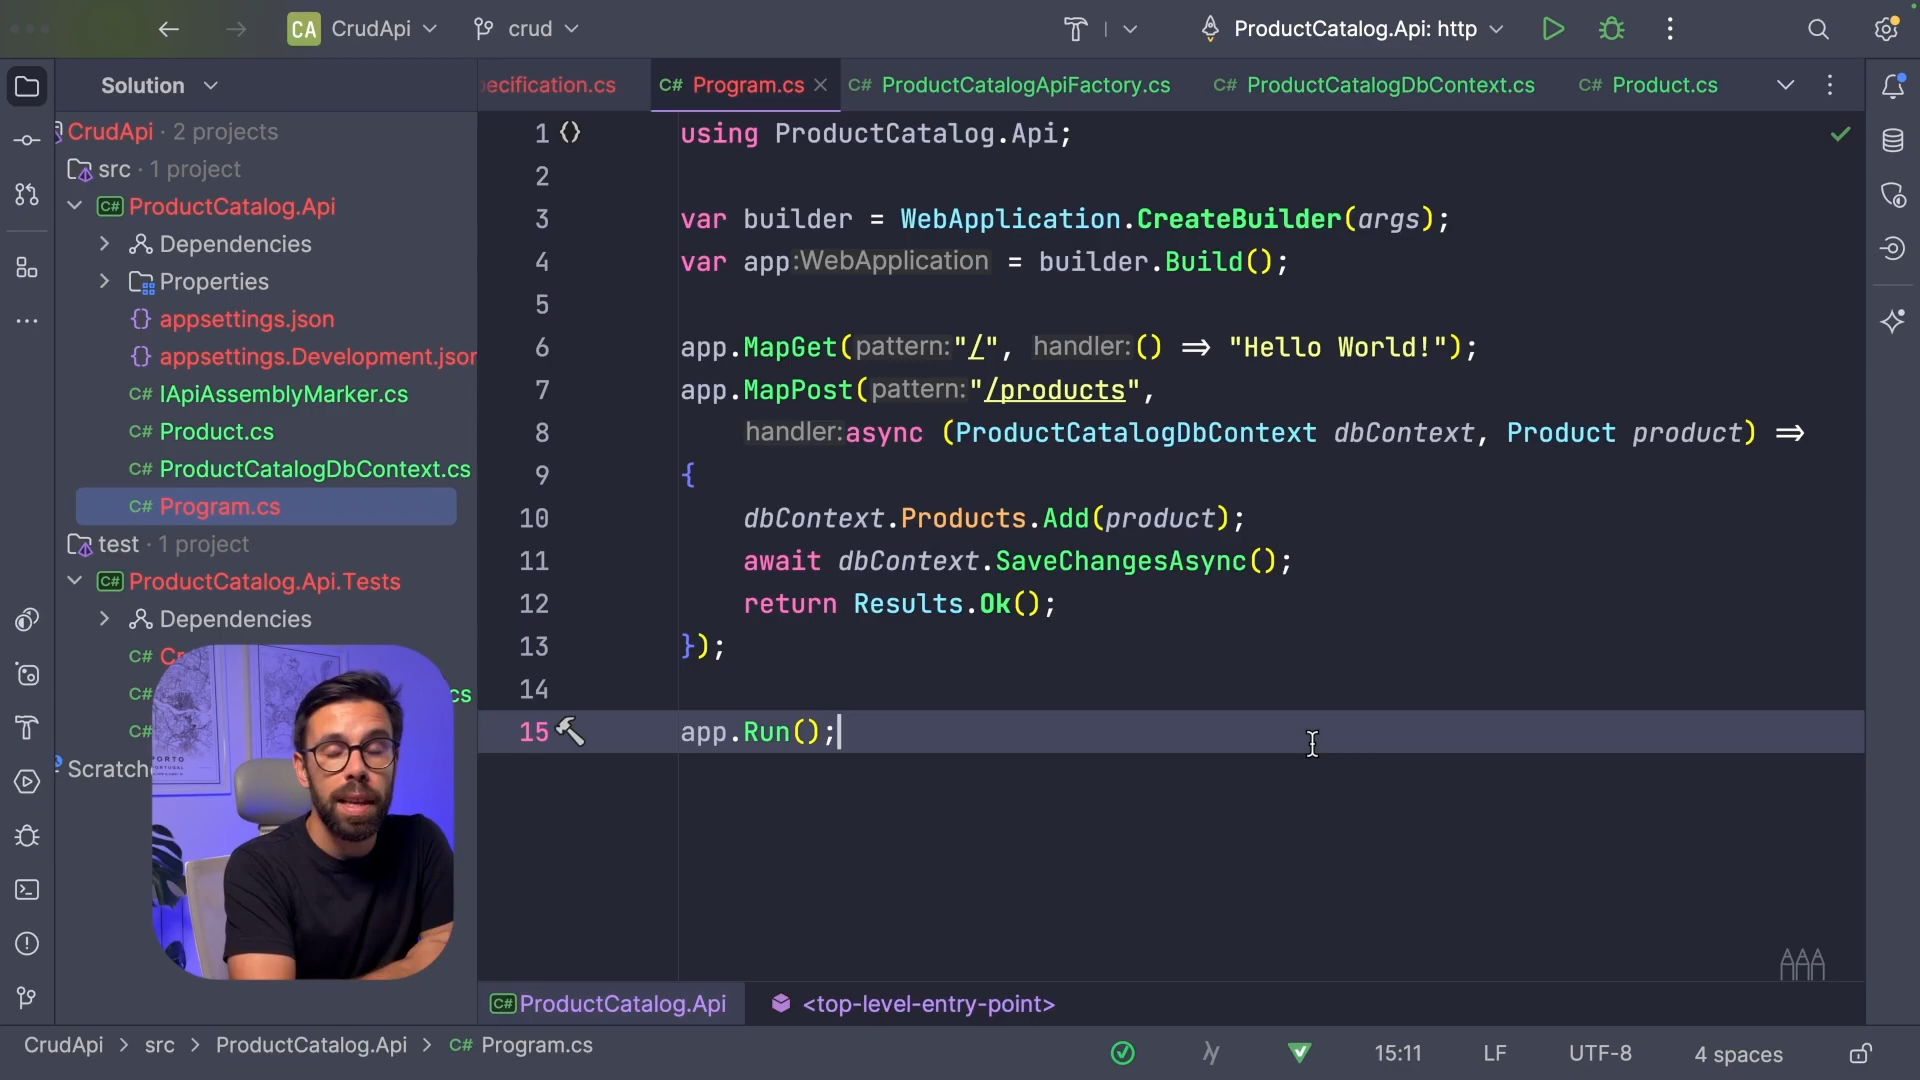 CA CrudApi crud ProductCatalog.Api: http
Solution
ecification.cs C# Program.cs C# ProductCatalogApiFactory.cs C# ProductCatalogDbContext.cs C# Product.cs
CrudApi · 2 projects
src · 1 project
C# ProductCatalog.Api
Dependencies
Properties
{} appsettings.json
{} appsettings.Development.jsor
C# IApiAssemblyMarker.cs
C# Product.cs
C# ProductCatalogDbContext.cs
C# Program.cs
test · 1 project
C# ProductCatalog.Api.Tests
Dependencies
C# Cr
C# cs
C#
Scratche
PORTO
PORTUGAL
1 {} using ProductCatalog.Api;
2
3 var builder = WebApplication.CreateBuilder(args);
4 var app:WebApplication = builder.Build();
5
6 app.MapGet(pattern:"/", handler:() => "Hello World!");
7 app.MapPost(pattern:"/products",
8 handler:async (ProductCatalogDbContext dbContext, Product product) =>
9 {
10 dbContext.Products.Add(product);
11 await dbContext.SaveChangesAsync();
12 return Results.Ok();
13 });
14
15 app.Run();
C# ProductCatalog.Api <top-level-entry-point>
CrudApi > src > ProductCatalog.Api > C# Program.cs 15:11 LF UTF-8 4 spaces